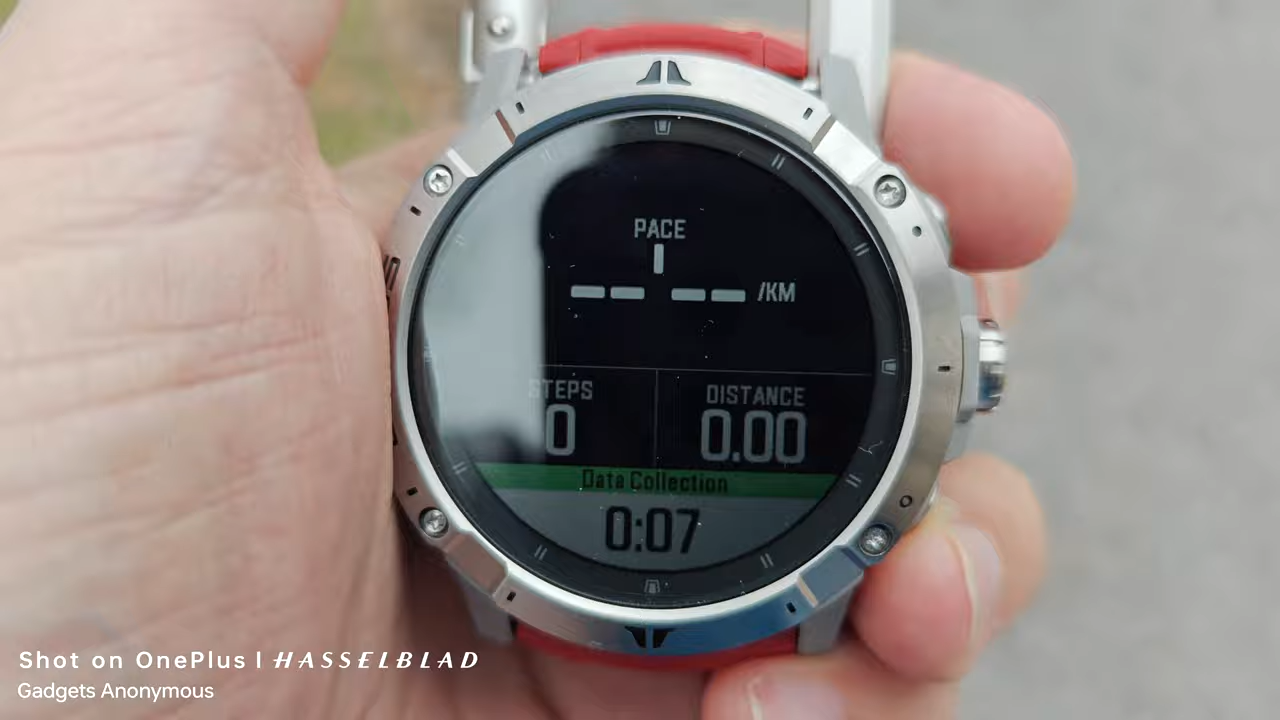 PACE
-- -- /KM
STEPS DISTANCE
0 0.00
Data Collection
0:07
Shot on OnePlus | HASSELBLAD
Gadgets Anonymous